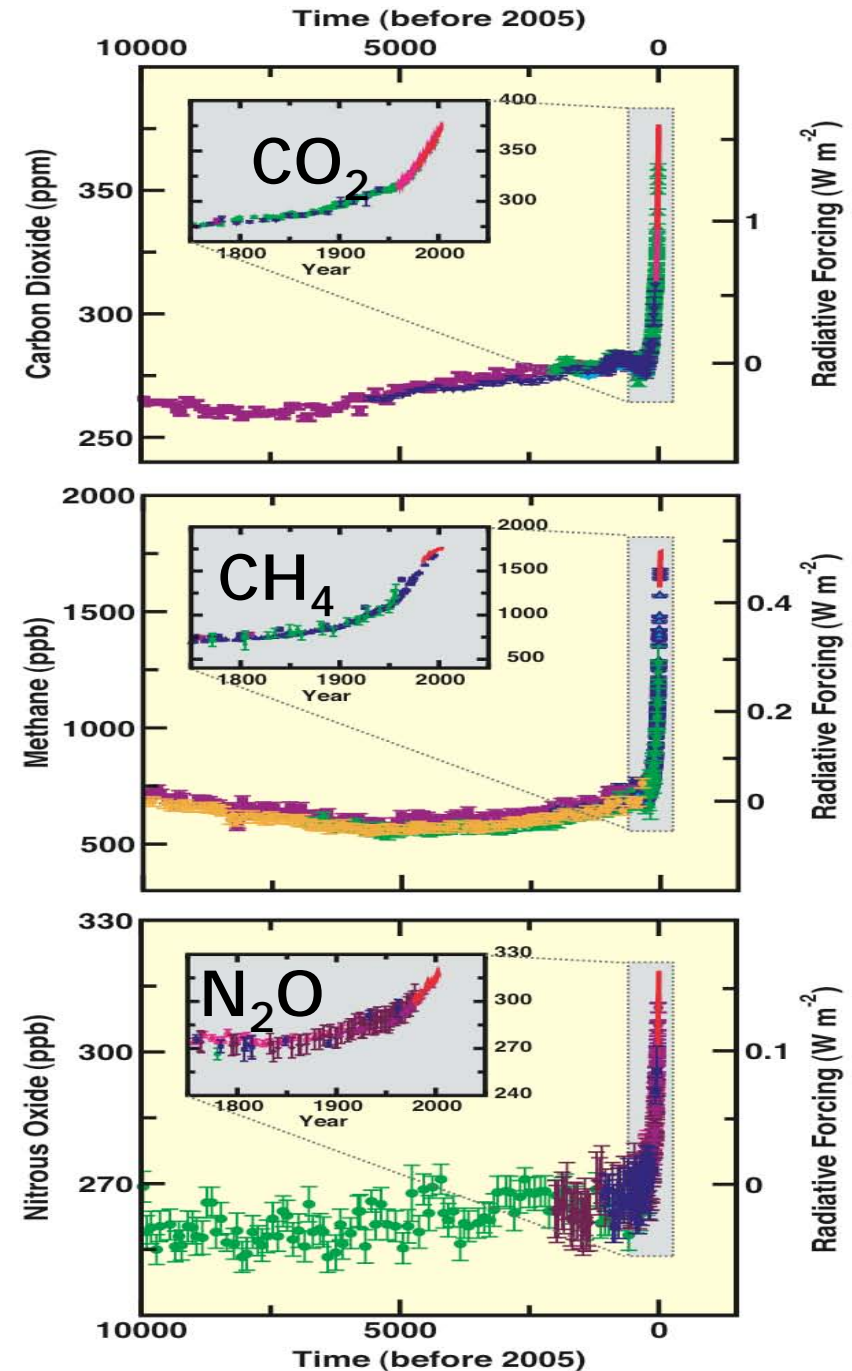 Time (before 2005)
10000 5000 0
Carbon Dioxide (ppm)
350
300
250
CO2
400
350
300
1800 1900 2000
Year
1
0
Radiative Forcing (W m-2)
Methane (ppb)
2000
1500
1000
500
CH4
2000
1500
1000
500
1800 1900 2000
Year
0.4
0.2
0
Radiative Forcing (W m-2)
Nitrous Oxide (ppb)
330
300
270
N2O
330
300
270
240
1800 1900 2000
Year
0.1
0
Radiative Forcing (W m-2)
10000 5000 0
Time (before 2005)